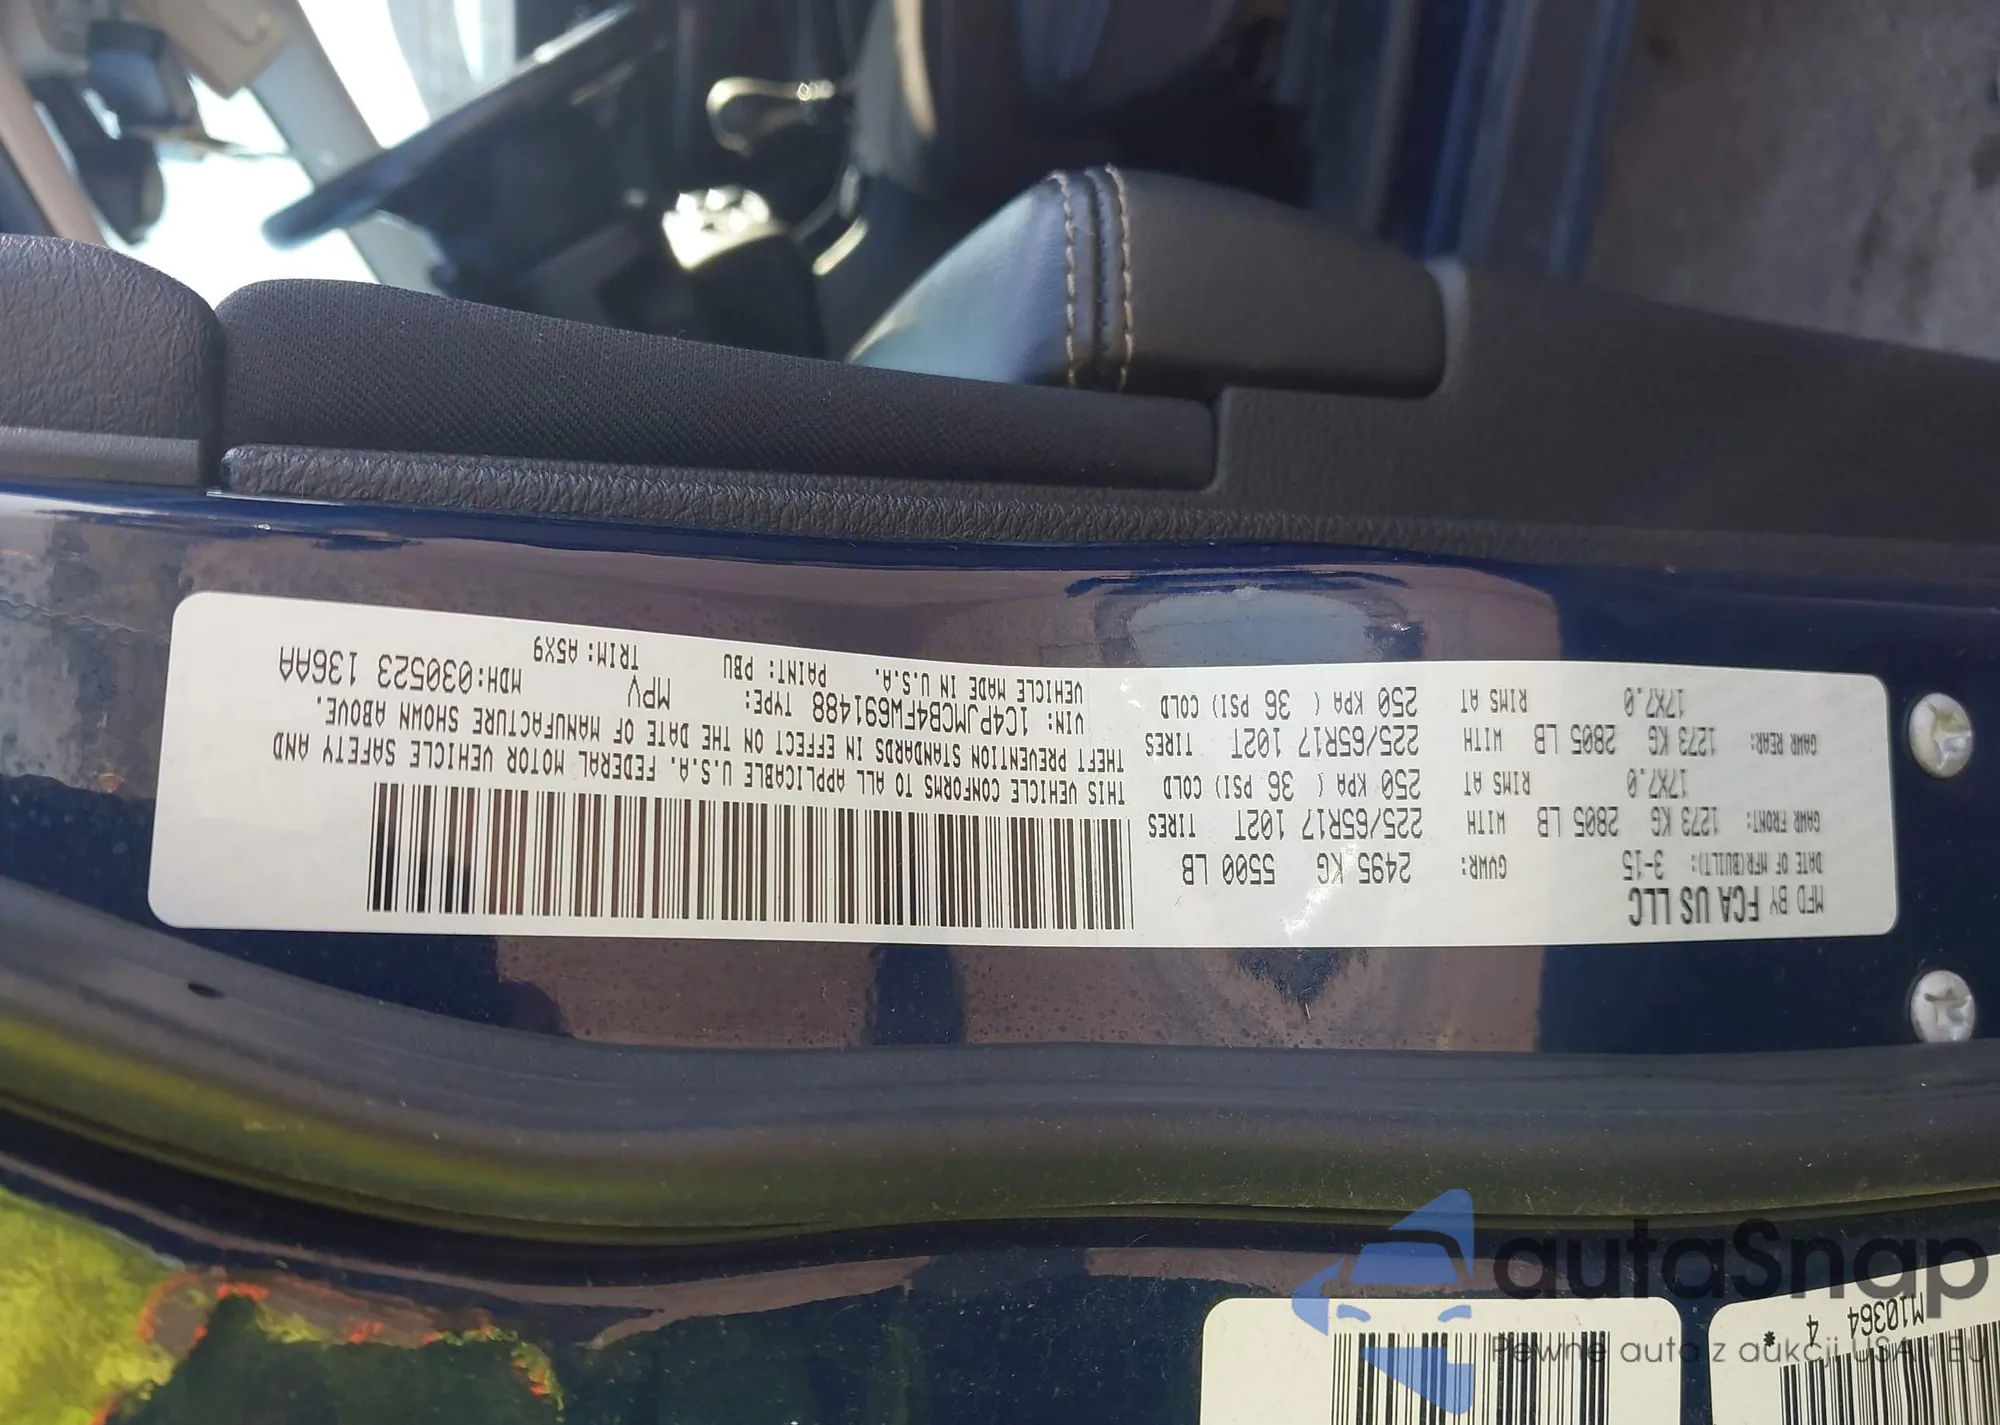 MFD BY FCA US LLC
DATE OF MFR(BUILT): 3-15 GVWR: 2495 KG 5500 LB
GAWR FRONT: 1273 KG 2805 LB WITH 225/65R17 102T TIRES
17X7.0 RIMS AT 250 KPA ( 36 PSI) COLD
GAWR REAR: 1273 KG 2805 LB WITH 225/65R17 102T TIRES
17X7.0 RIMS AT 250 KPA ( 36 PSI) COLD
THIS VEHICLE CONFORMS TO ALL APPLICABLE U.S.A. FEDERAL MOTOR VEHICLE SAFETY AND
THEFT PREVENTION STANDARDS IN EFFECT ON THE DATE OF MANUFACTURE SHOWN ABOVE.
VIN: 1C4PJMCB4FW691488 TYPE: MPV MDH:030523 136AA
VEHICLE MADE IN U.S.A. PAINT: PBU TRIM: A5X9
autaSnap
Pewne auta z aukcji USA i EU
M10364 4 *